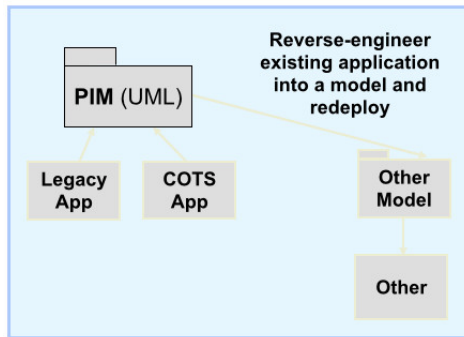 Reverse-engineer
existing application
into a model and
redeploy
PIM (UML)
Legacy
App
COTS
App
Other
Model
Other